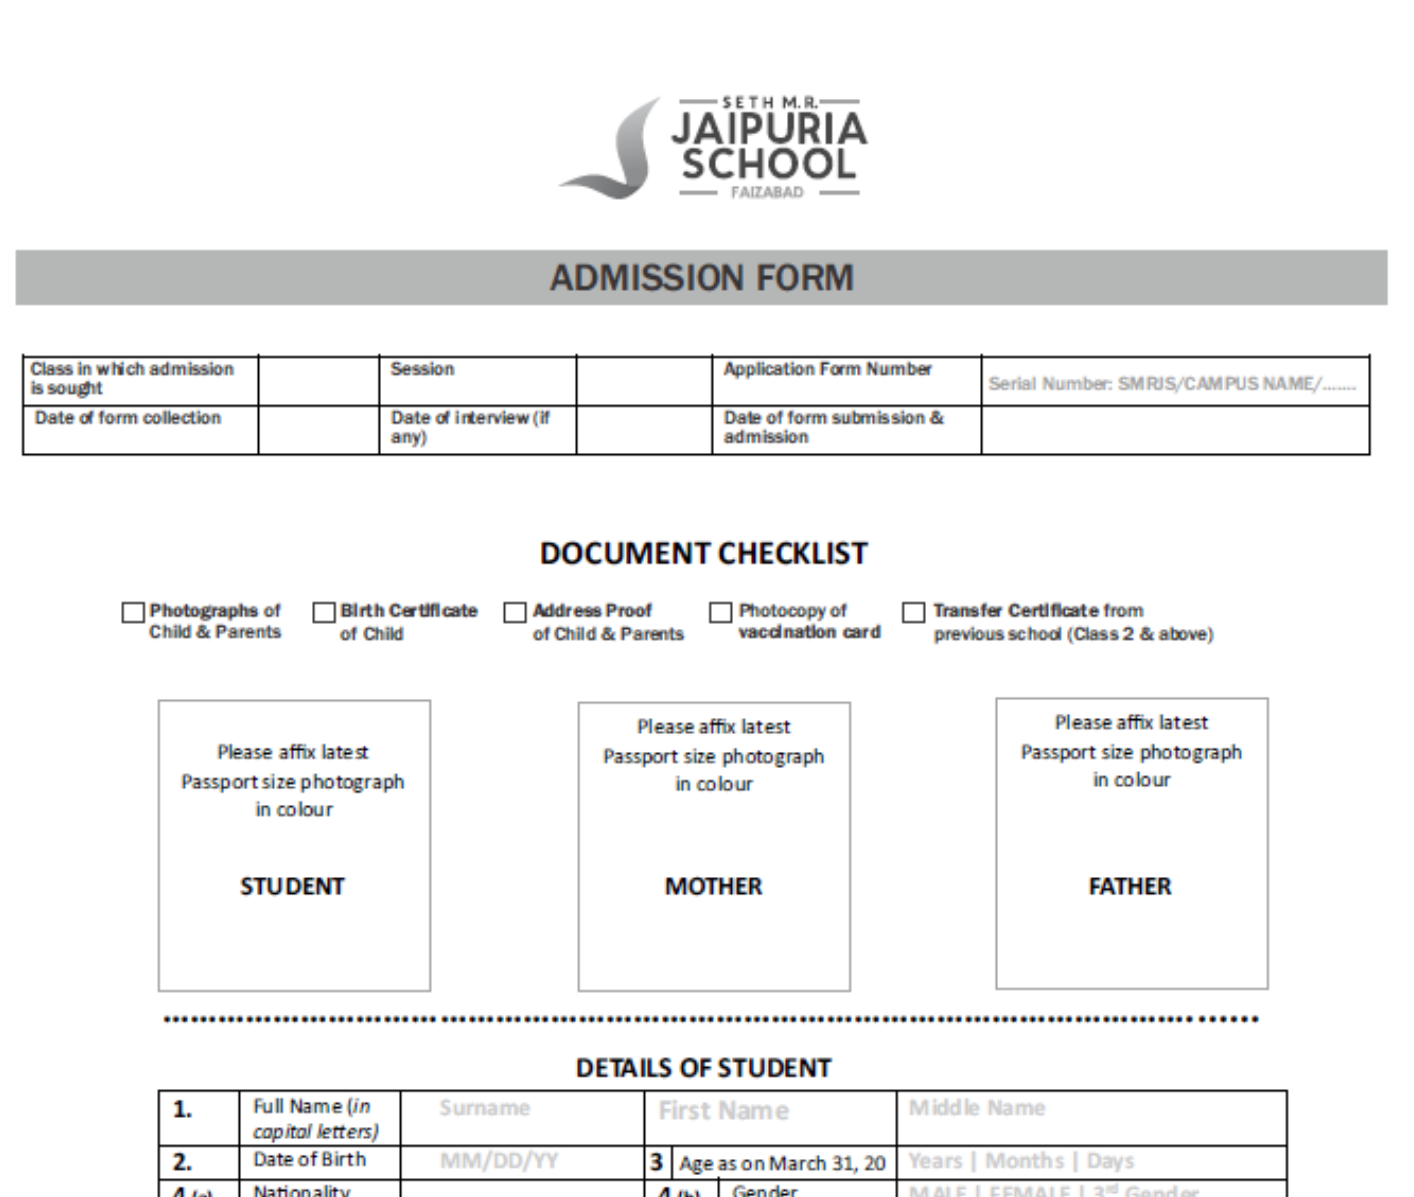 SETH M.R.
JAIPURIA
SCHOOL
FAIZABAD
ADMISSION FORM
Class in which admission
is sought
Session
Application Form Number
Serial Number: SMRJS/CAMPUS NAME/.......
Date of form collection
Date of interview (if
any)
Date of form submission &
admission
DOCUMENT CHECKLIST
Photographs of
Child & Parents
Birth Certificate
of Child
Address Proof
of Child & Parents
Photocopy of
vaccination card
Transfer Certificate from
previous school (Class 2 & above)
Please affix latest
Passport size photograph
in colour
STUDENT
Please affix latest
Passport size photograph
in colour
MOTHER
Please affix latest
Passport size photograph
in colour
FATHER
DETAILS OF STUDENT
1. Full Name (in
capital letters)
Surname
First Name
Middle Name
2. Date of Birth
MM/DD/YY
3 Age as on March 31, 20
Years | Months | Days
4 (a) Nationality
4 (b) Gender
MALE | FEMALE | 3rd Gender